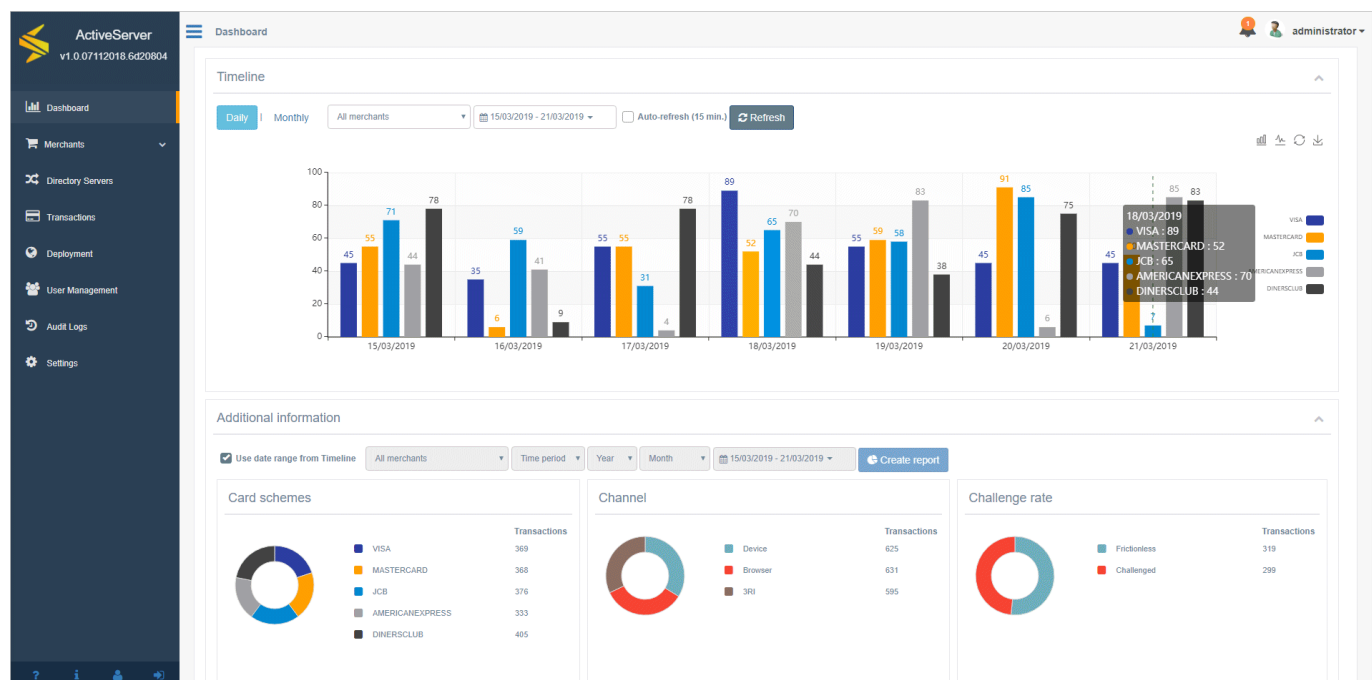 ActiveServer
v1.0.07112018.6d20804
Dashboard
Merchants
Directory Servers
Transactions
Deployment
User Management
Audit Logs
Settings
Dashboard
1
administrator
Timeline
Daily | Monthly All merchants 15/03/2019 - 21/03/2019 Auto-refresh (15 min.) Refresh
100
80
60
40
20
0
45 55 71 44 78
35 6 59 41 9
55 55 31 4 78
89 52 65 70 44
55 59 58 83 38
45 91 85 6 75
45 7 85 83
15/03/2019 16/03/2019 17/03/2019 18/03/2019 19/03/2019 20/03/2019 21/03/2019
18/03/2019
VISA : 89
MASTERCARD : 52
JCB : 65
AMERICANEXPRESS : 70
DINERSCLUB : 44
VISA
MASTERCARD
JCB
AMERICANEXPRESS
DINERSCLUB
Additional information
Use date range from Timeline All merchants Time period Year Month 15/03/2019 - 21/03/2019 Create report
Card schemes
Transactions
VISA 369
MASTERCARD 368
JCB 376
AMERICANEXPRESS 333
DINERSCLUB 405
Channel
Transactions
Device 625
Browser 631
3RI 595
Challenge rate
Transactions
Frictionless 319
Challenged 299
? i